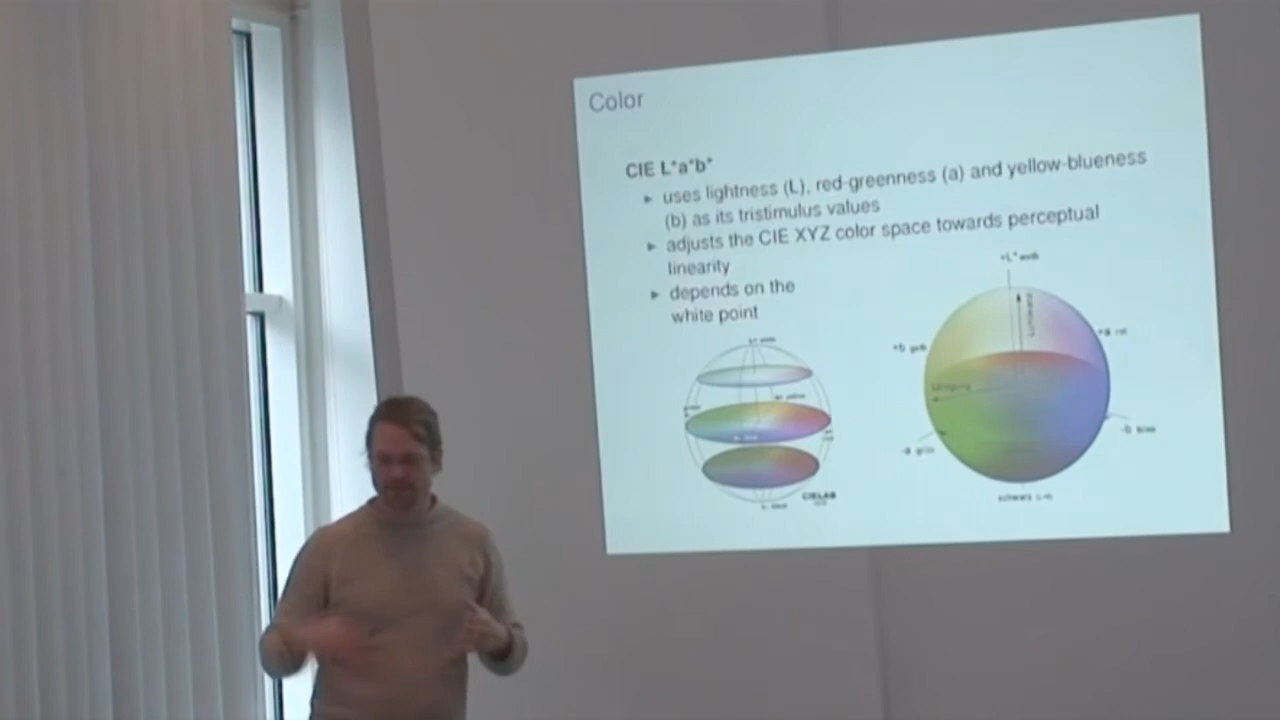 Color
CIE L*a*b*
uses lightness (L), red-greenness (a) and yellow-blueness
(b) as its tristimulus values
adjusts the CIE XYZ color space towards perceptual
linearity
depends on the
white point
CIELAB